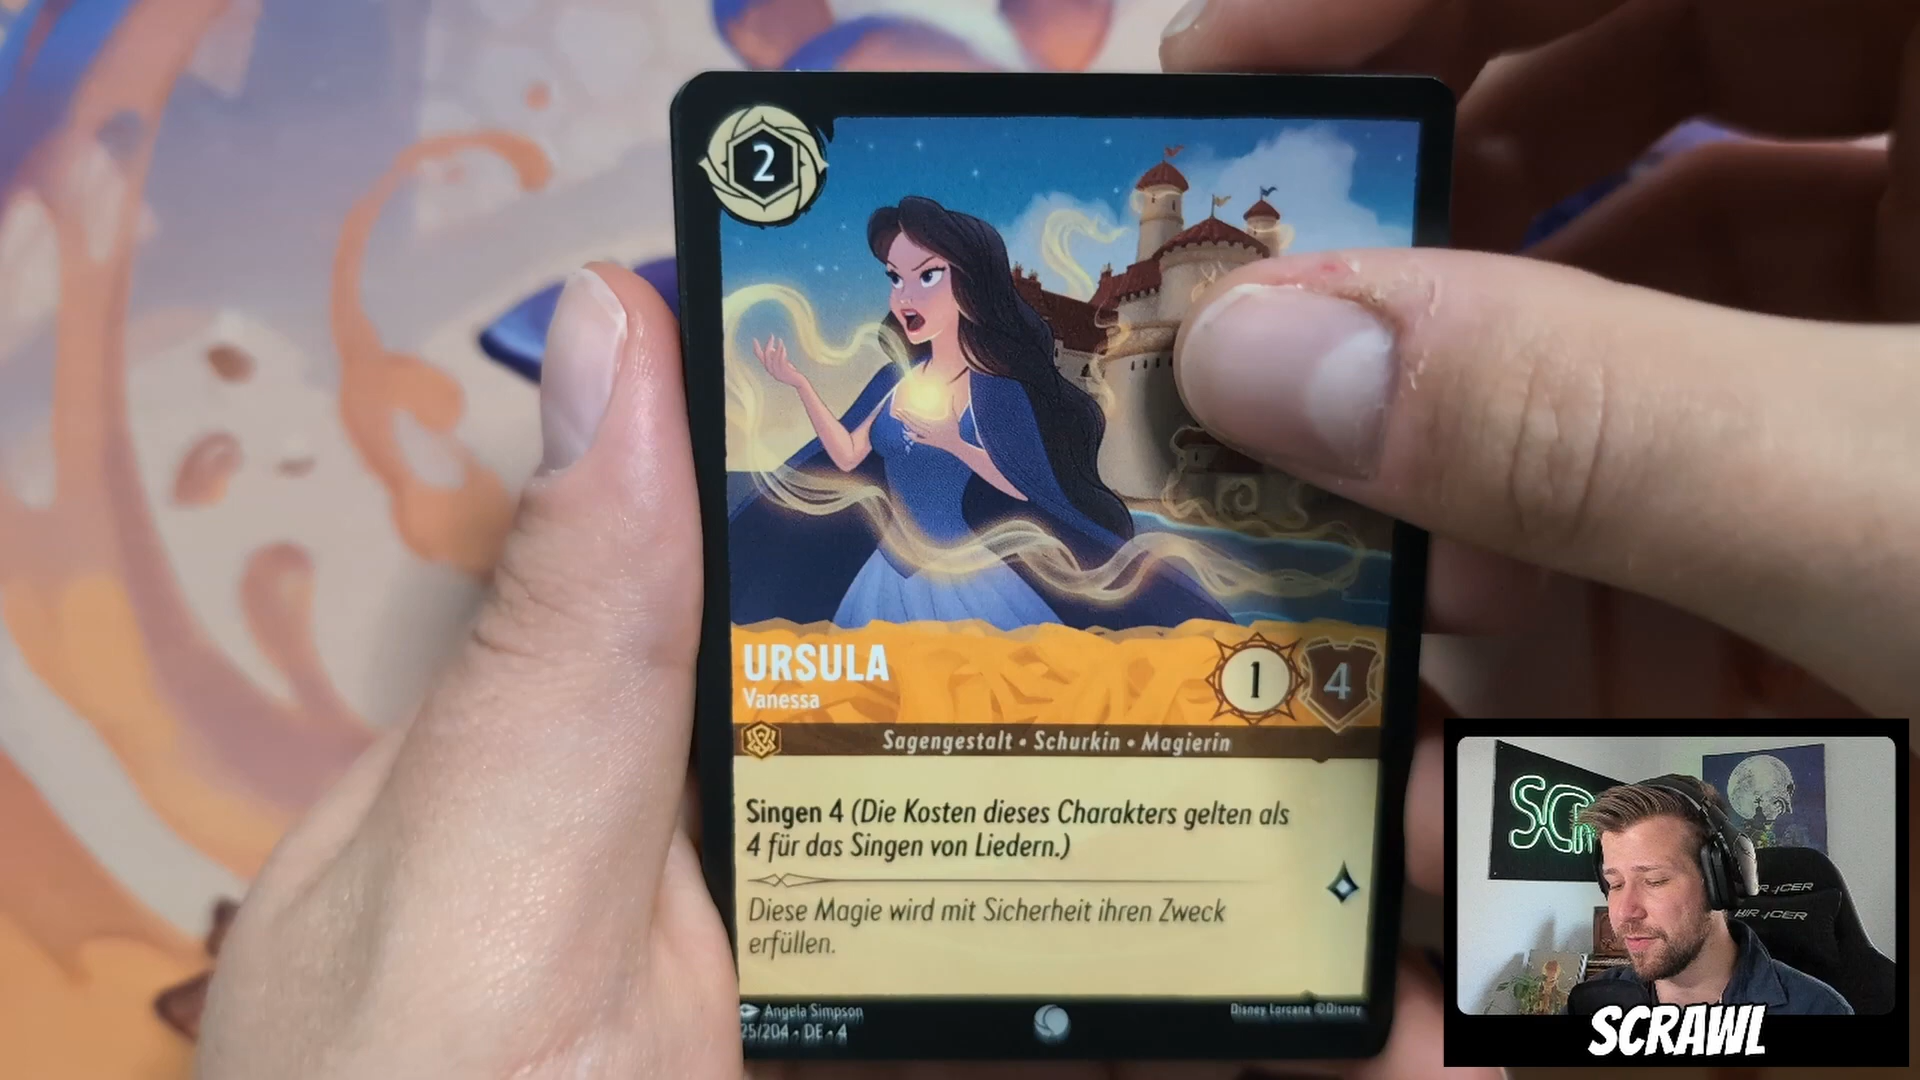 2
URSULA
Vanessa
1 4
Sagengestalt • Schurkin • Magierin
Singen 4 (Die Kosten dieses Charakters gelten als
4 für das Singen von Liedern.)
Diese Magie wird mit Sicherheit ihren Zweck
erfüllen.
Angela Simpson
Disney Lorcana ©Disney
25/204 • DE • 4
SCRAWL